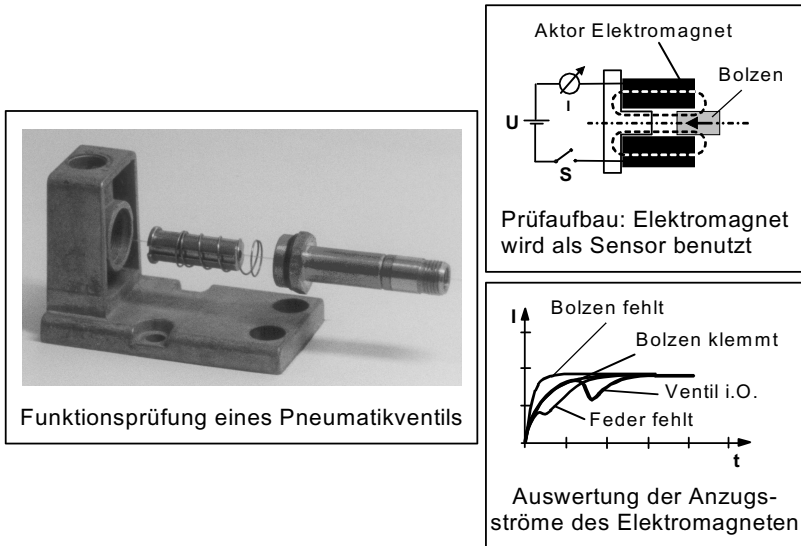 Funktionsprüfung eines Pneumatikventils
Aktor Elektromagnet
Bolzen
I
U
S
Prüfaufbau: Elektromagnet
wird als Sensor benutzt
I
Bolzen fehlt
Bolzen klemmt
Ventil i.O.
Feder fehlt
t
Auswertung der Anzugs-
ströme des Elektromagneten